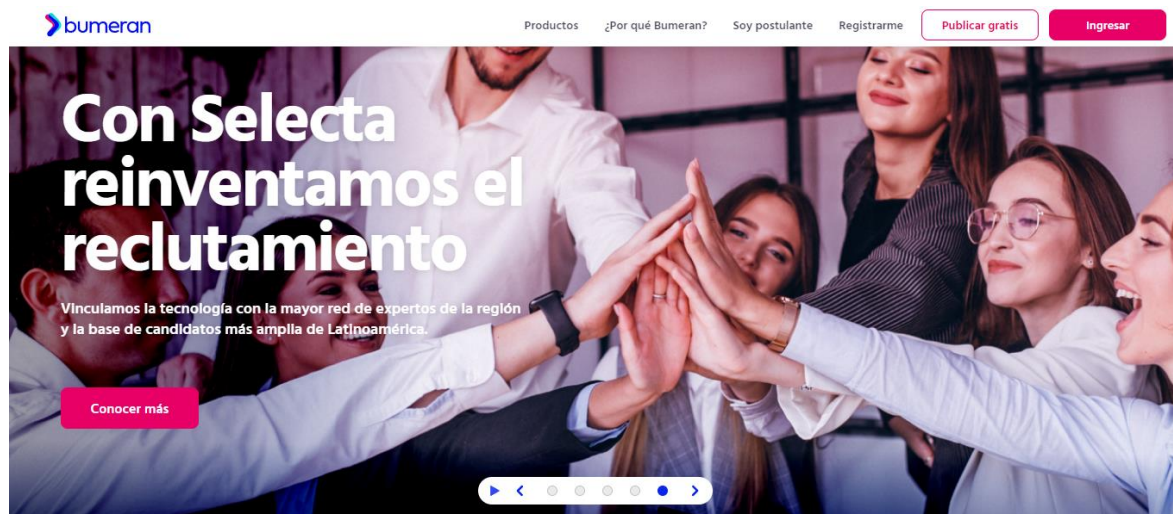 bumeran
Productos
¿Por qué Bumeran?
Soy postulante
Registrarme
Publicar gratis
Ingresar
Con Selecta
reinventamos el
reclutamiento
Vinculamos la tecnología con la mayor red de expertos de la región
y la base de candidatos más amplia de Latinoamérica.
Conocer más